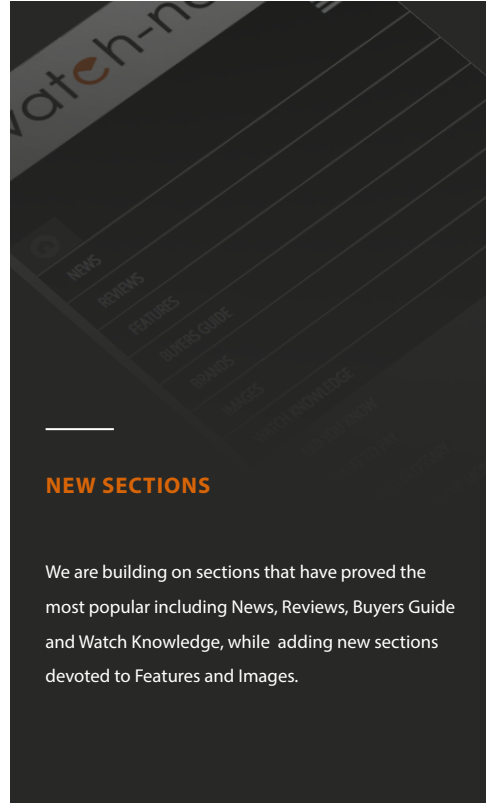 watch-n
NEWS
REVIEWS
FEATURES
BUYERS GUIDE
BRANDS
IMAGES
WATCH KNOWLEDGE
NEW SECTIONS
We are building on sections that have proved the
most popular including News, Reviews, Buyers Guide
and Watch Knowledge, while adding new sections
devoted to Features and Images.